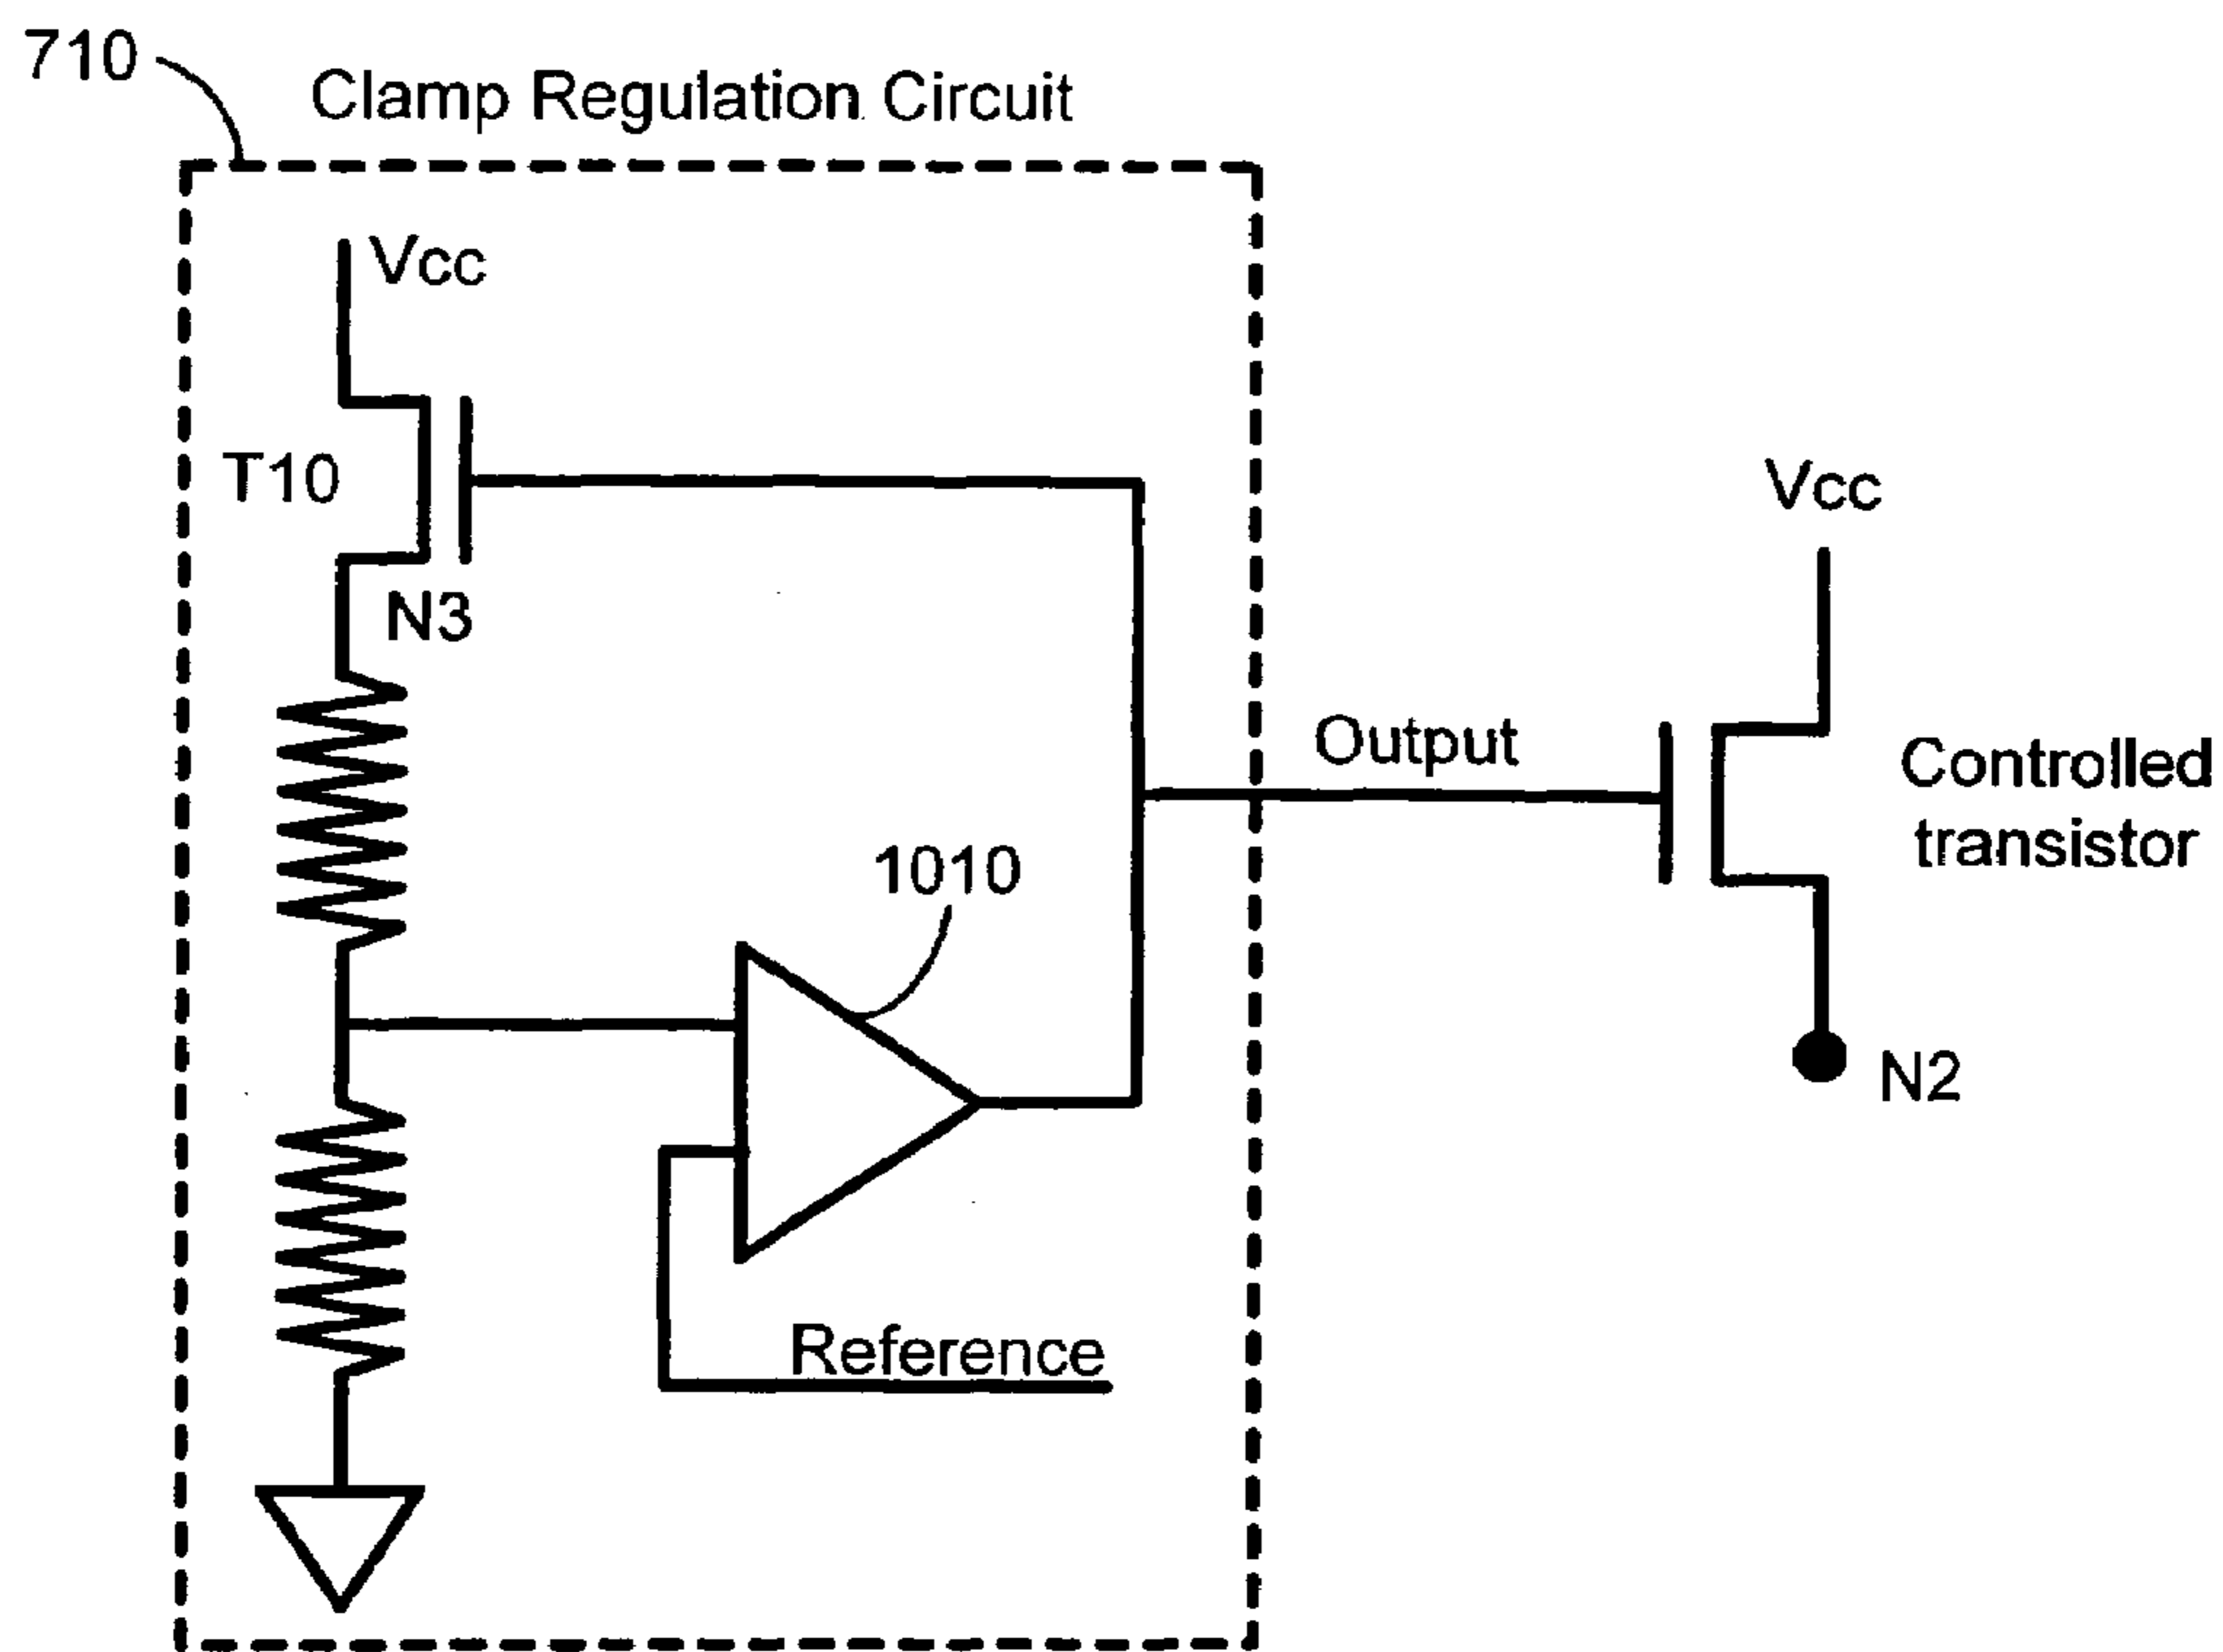 710
Clamp Regulation Circuit
Vcc
T10
N3
Vcc
Output
Controlled
transistor
1010
N2
Reference